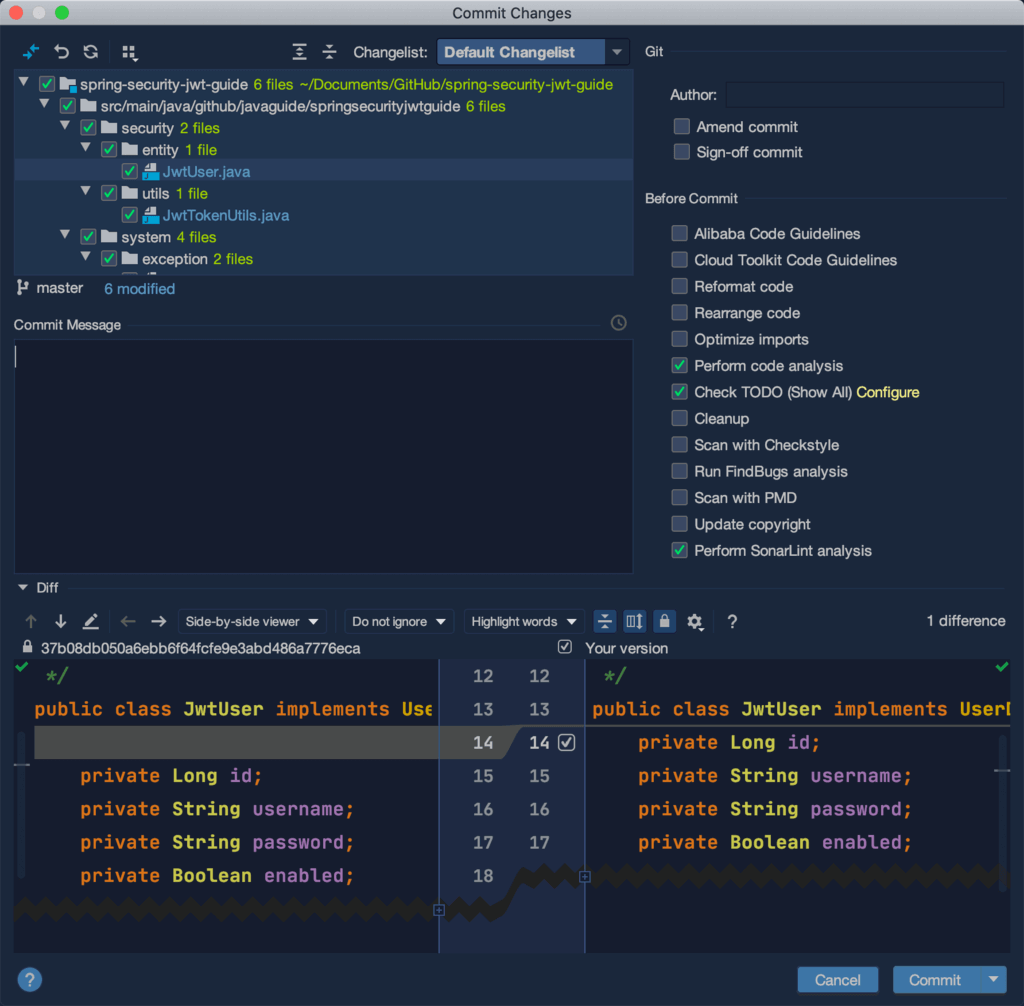 Commit Changes
Changelist: Default Changelist
spring-security-jwt-guide 6 files ~/Documents/GitHub/spring-security-jwt-guide
src/main/java/github/javaguide/springsecurityjwtguide 6 files
security 2 files
entity 1 file
JwtUser.java
utils 1 file
JwtTokenUtils.java
system 4 files
exception 2 files
master 6 modified
Commit Message
Git
Author:
Amend commit
Sign-off commit
Before Commit
Alibaba Code Guidelines
Cloud Toolkit Code Guidelines
Reformat code
Rearrange code
Optimize imports
Perform code analysis
Check TODO (Show All) Configure
Cleanup
Scan with Checkstyle
Run FindBugs analysis
Scan with PMD
Update copyright
Perform SonarLint analysis
Diff
Side-by-side viewer Do not ignore Highlight words ? 1 difference
37b08db050a6ebb6f64fcfe9e3abd486a7776eca Your version
*/ 12 12 */
public class JwtUser implements Use 13 13 public class JwtUser implements UserD
14 14 private Long id;
private Long id; 15 15 private String username;
private String username; 16 16 private String password;
private String password; 17 17 private Boolean enabled;
private Boolean enabled; 18
? Cancel Commit